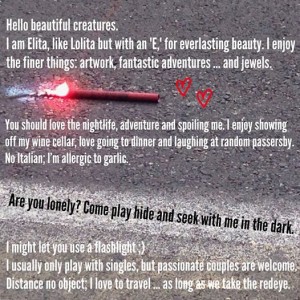 Hello beautiful creatures.
I am Elita, like Lolita but with an 'E,' for everlasting beauty. I enjoy
the finer things: artwork, fantastic adventures ... and jewels.
You should love the nightlife, adventure and spoiling me. I enjoy showing
off my wine cellar, love going to dinner and laughing at random passersby.
No Italian; I'm allergic to garlic.
Are you lonely? Come play hide and seek with me in the dark.
I might let you use a flashlight ;)
I usually only play with singles, but passionate couples are welcome.
Distance no object; I love to travel ... as long as we take the redeye.